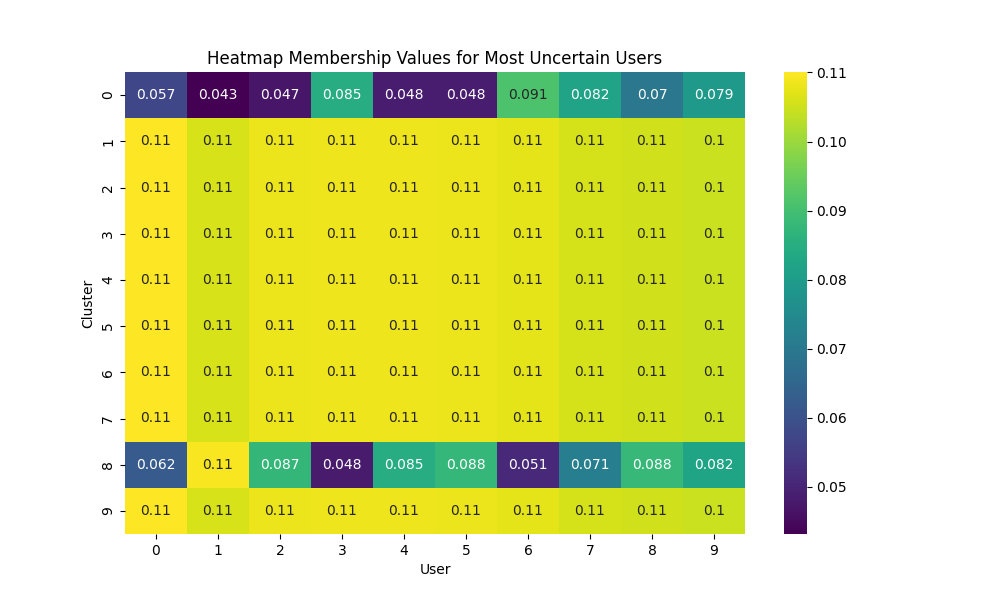 Heatmap Membership Values for Most Uncertain Users
0 0.057 0.043 0.047 0.085 0.048 0.048 0.091 0.082 0.07 0.079
1 0.11 0.11 0.11 0.11 0.11 0.11 0.11 0.11 0.11 0.1
2 0.11 0.11 0.11 0.11 0.11 0.11 0.11 0.11 0.11 0.1
3 0.11 0.11 0.11 0.11 0.11 0.11 0.11 0.11 0.11 0.1
4 0.11 0.11 0.11 0.11 0.11 0.11 0.11 0.11 0.11 0.1
5 0.11 0.11 0.11 0.11 0.11 0.11 0.11 0.11 0.11 0.1
6 0.11 0.11 0.11 0.11 0.11 0.11 0.11 0.11 0.11 0.1
7 0.11 0.11 0.11 0.11 0.11 0.11 0.11 0.11 0.11 0.1
8 0.062 0.11 0.087 0.048 0.085 0.088 0.051 0.071 0.088 0.082
9 0.11 0.11 0.11 0.11 0.11 0.11 0.11 0.11 0.11 0.1
0 1 2 3 4 5 6 7 8 9
User
Cluster
0.11
0.10
0.09
0.08
0.07
0.06
0.05